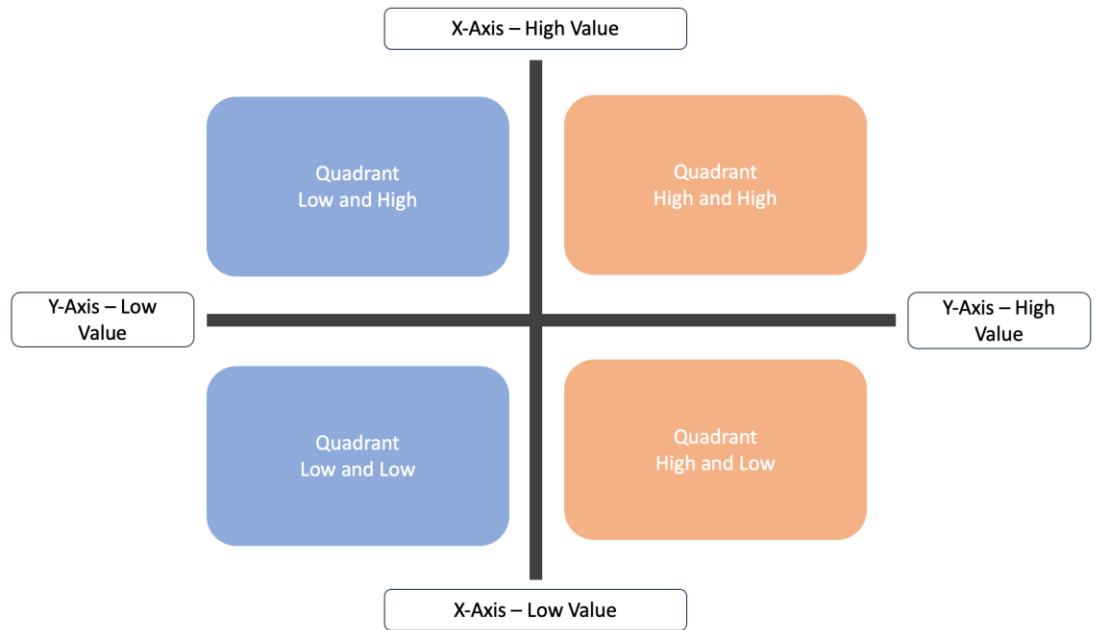 X-Axis – High Value
Quadrant
Low and High
Quadrant
High and High
Y-Axis – Low
Value
Y-Axis – High
Value
Quadrant
Low and Low
Quadrant
High and Low
X-Axis – Low Value